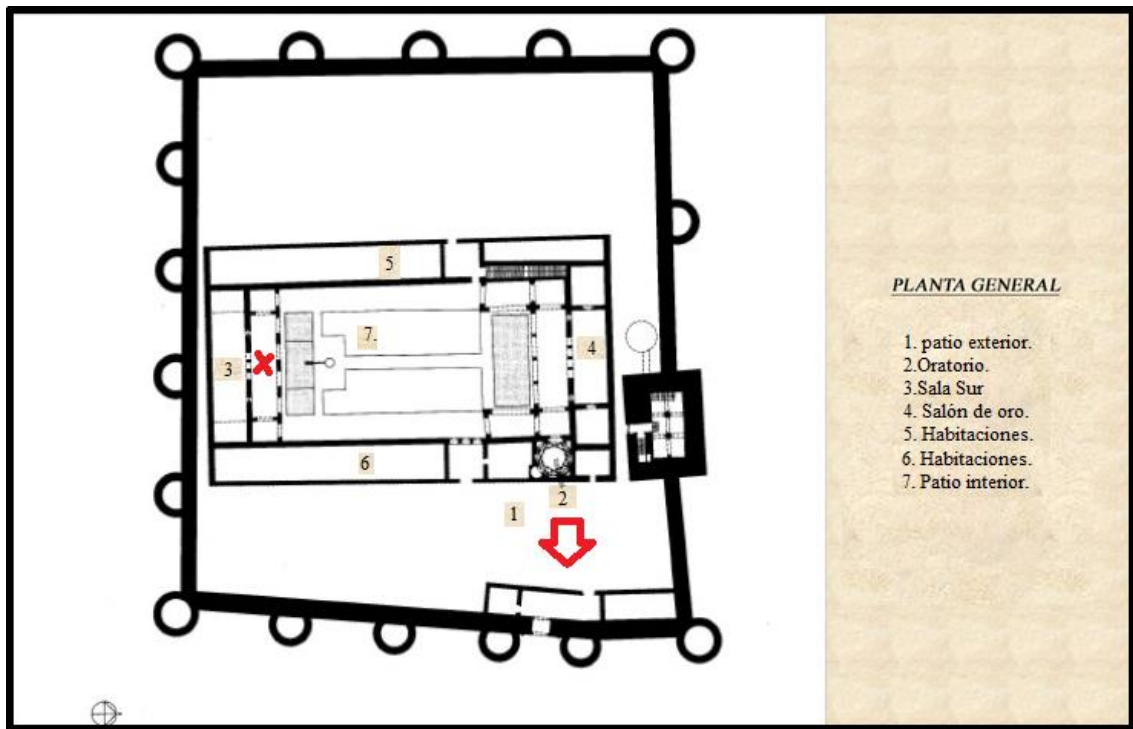 5
7.
3
4
6
1
2
PLANTA GENERAL
1. patio exterior.
2.Oratorio.
3.Sala Sur
4. Salón de oro.
5. Habitaciones.
6. Habitaciones.
7. Patio interior.